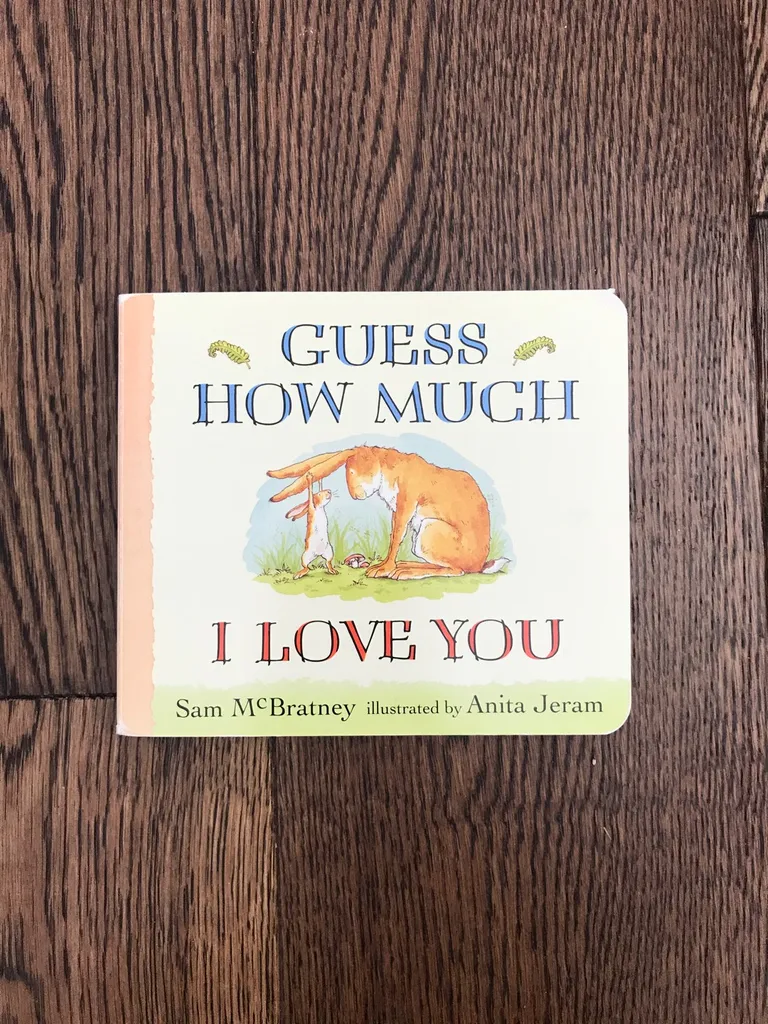 GUESS
HOW MUCH
I LOVE YOU
Sam McBratney illustrated by Anita Jeram